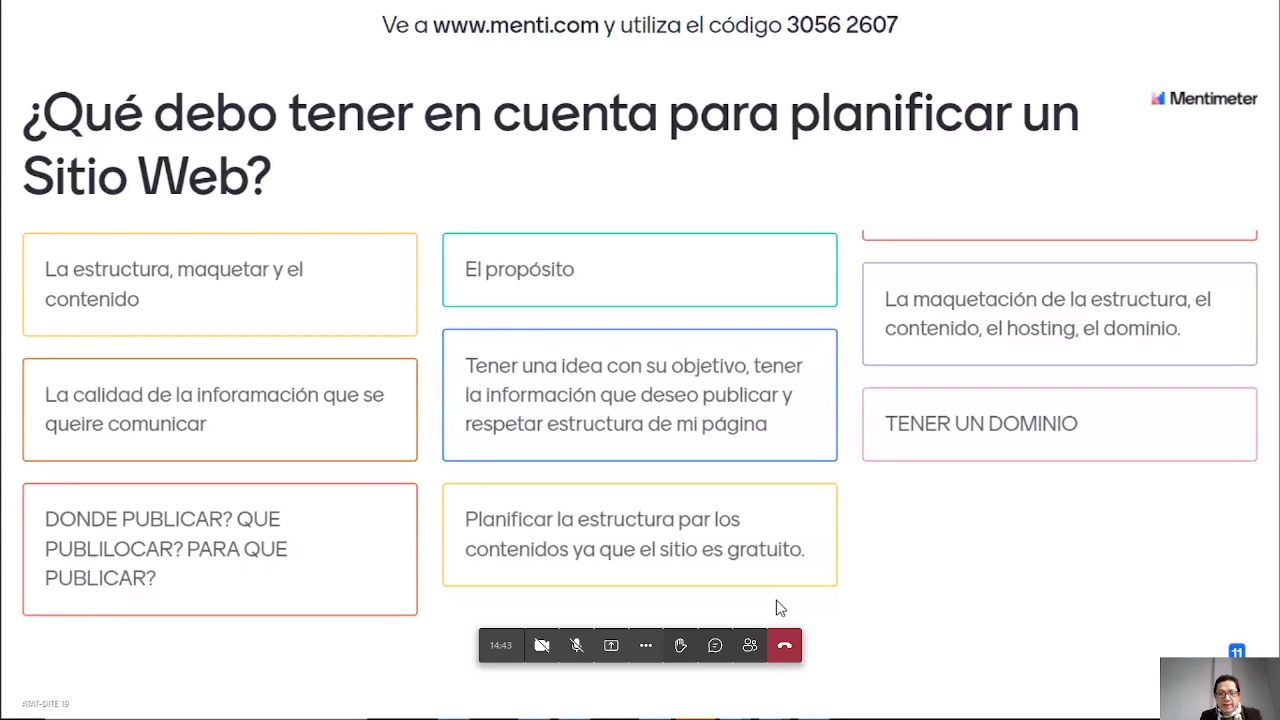 Ve a www.menti.com y utiliza el código 3056 2607
¿Qué debo tener en cuenta para planificar un
Sitio Web?
Mentimeter
La estructura, maquetar y el
contenido
La calidad de la inforamación que se
queire comunicar
DONDE PUBLICAR? QUE
PUBLILOCAR? PARA QUE
PUBLICAR?
El propósito
Tener una idea con su objetivo, tener
la información que deseo publicar y
respetar estructura de mi página
Planificar la estructura par los
contenidos ya que el sitio es gratuito.
La maquetación de la estructura, el
contenido, el hosting, el dominio.
TENER UN DOMINIO
14:43
11
ATAT-DITE 19